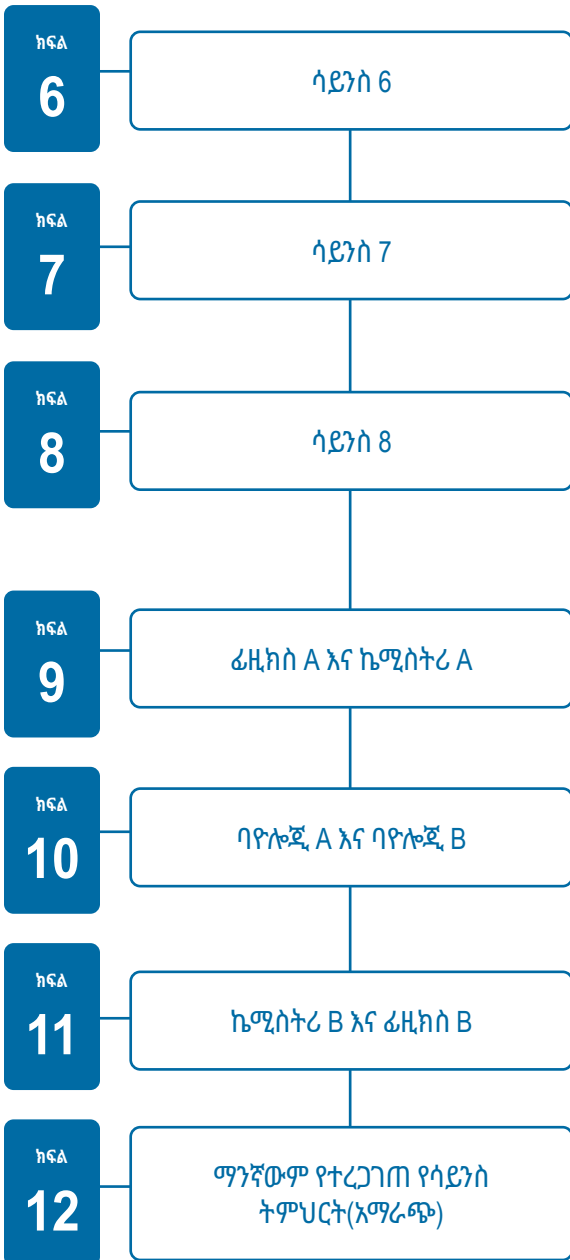 ክፍል
6
ሳይንስ 6
ክፍል
7
ሳይንስ 7
ክፍል
8
ሳይንስ 8
ክፍል
9
ፊዚክስ A እና ኬሚስትሪ A
ክፍል
10
ባዮሎጂ A እና ባዮሎጂ B
ክፍል
11
ኬሚስትሪ B እና ፊዚክስ B
ክፍል
12
ማንኛውም የተረጋገጠ የሳይንስ
ትምህርት(አማራጭ)